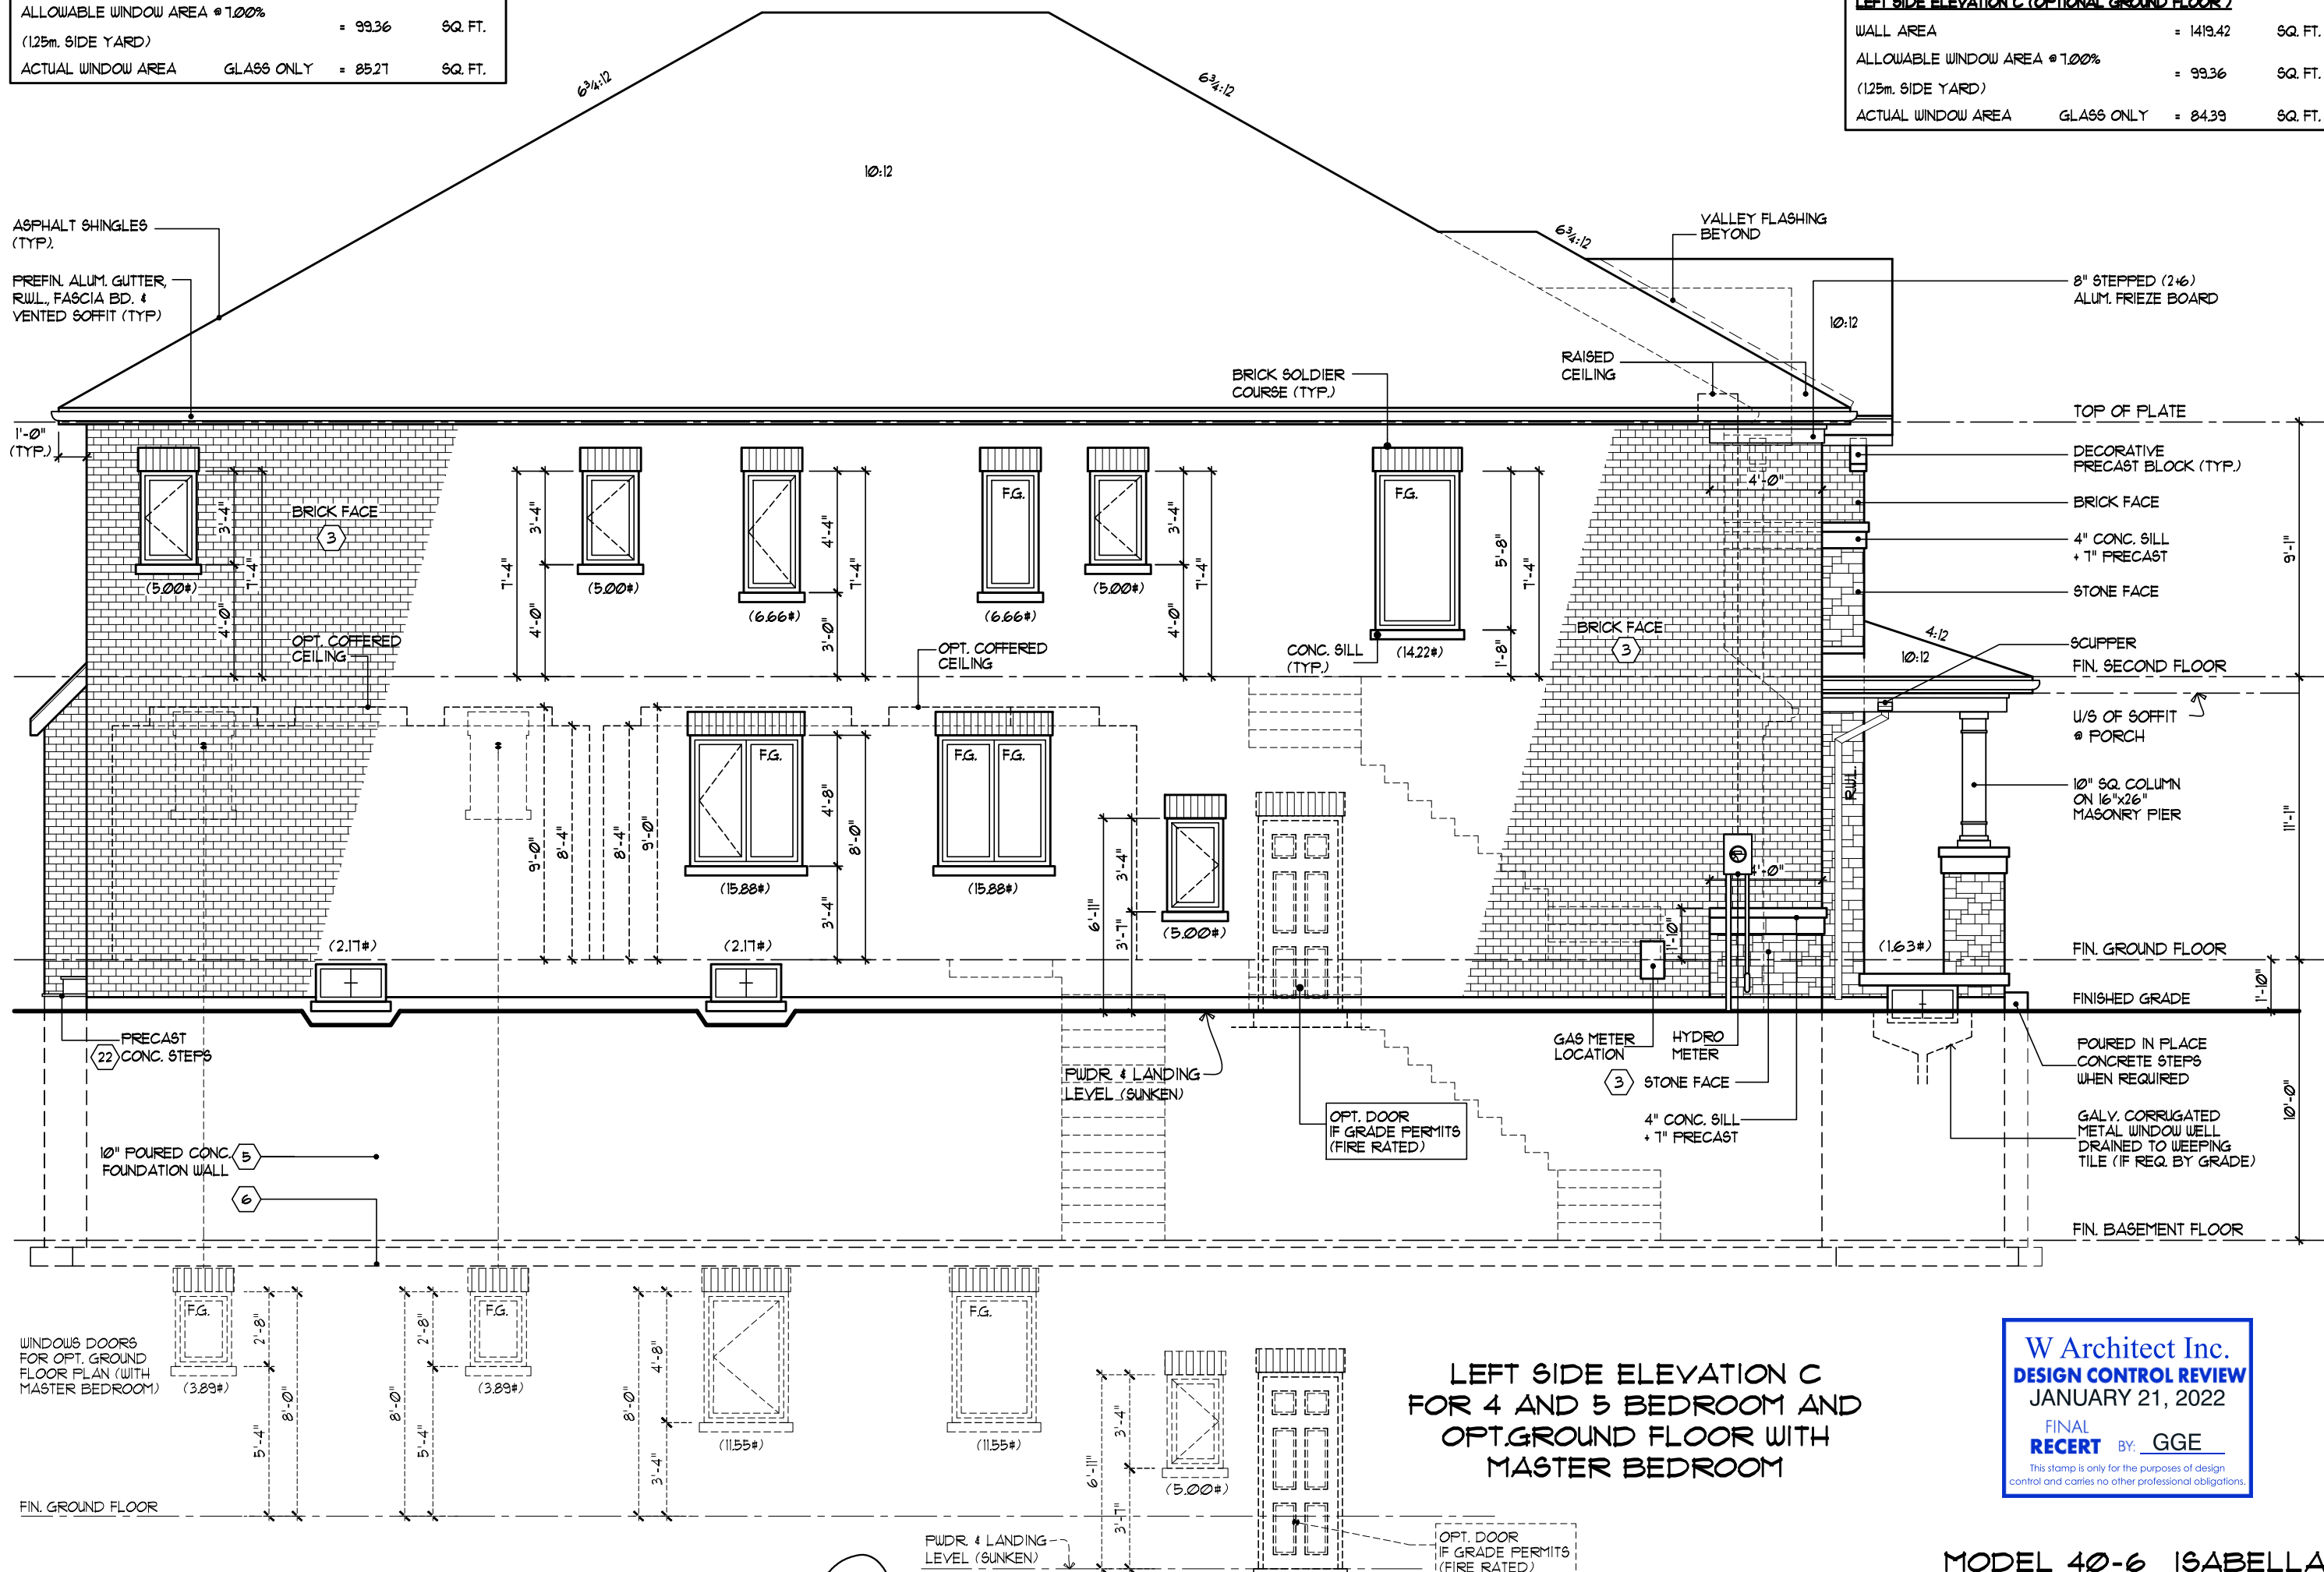 ALLOWABLE WINDOW AREA @ 7.00%
(1.25m. SIDE YARD) = 99.36 SQ. FT.
ACTUAL WINDOW AREA GLASS ONLY = 85.27 SQ. FT.
LEFT SIDE ELEVATION C (OPTIONAL GROUND FLOOR)
WALL AREA = 1419.42 SQ. FT.
ALLOWABLE WINDOW AREA @ 7.00%
(1.25m. SIDE YARD) = 99.36 SQ. FT.
ACTUAL WINDOW AREA GLASS ONLY = 84.39 SQ. FT.
6¾:12
6¾:12
10:12
6¾:12
10:12
ASPHALT SHINGLES
(TYP).
PREFIN. ALUM. GUTTER,
R.W.L., FASCIA BD. &
VENTED SOFFIT (TYP)
VALLEY FLASHING
BEYOND
8" STEPPED (2+6)
ALUM. FRIEZE BOARD
RAISED
CEILING
BRICK SOLDIER
COURSE (TYP.)
TOP OF PLATE
1'-0"
(TYP.)
DECORATIVE
PRECAST BLOCK (TYP.)
BRICK FACE
4" CONC. SILL
+ 7" PRECAST
STONE FACE
SCUPPER
FIN. SECOND FLOOR
U/S OF SOFFIT
@ PORCH
10" SQ. COLUMN
ON 16"x26"
MASONRY PIER
FIN. GROUND FLOOR
FINISHED GRADE
POURED IN PLACE
CONCRETE STEPS
WHEN REQUIRED
GALV. CORRUGATED
METAL WINDOW WELL
DRAINED TO WEEPING
TILE (IF REQ. BY GRADE)
FIN. BASEMENT FLOOR
9'-1"
11'-1"
1'-10"
10'-0"
BRICK FACE
3
3'-4"
7'-4"
4'-0"
(5.00#)
7'-4"
3'-4"
4'-0"
(5.00#)
(6.66#)
4'-4"
7'-4"
3'-0"
F.G.
(6.66#)
(5.00#)
3'-4"
7'-4"
4'-0"
F.G.
(14.22#)
5'-8"
7'-4"
1'-8"
CONC. SILL
(TYP.)
4'-0"
BRICK FACE
3
4:12
10:12
OPT. COFFERED
CEILING
OPT. COFFERED
CEILING
9'-0"
8'-4"
8'-4"
9'-0"
F.G.
(15.88#)
4'-8"
8'-0"
3'-4"
F.G. F.G.
(15.88#)
6'-11"
3'-4"
3'-7"
(5.00#)
4'-0"
1'-10"
R.W.L.
(1.63#)
(2.17#)
(2.17#)
PRECAST
22 CONC. STEPS
PWDR. & LANDING
LEVEL (SUNKEN)
OPT. DOOR
IF GRADE PERMITS
(FIRE RATED)
GAS METER
LOCATION
HYDRO
METER
3 STONE FACE
4" CONC. SILL
+ 7" PRECAST
10" POURED CONC.
FOUNDATION WALL
5
6
WINDOWS DOORS
FOR OPT. GROUND
FLOOR PLAN (WITH
MASTER BEDROOM)
F.G.
(3.89#)
2'-8"
8'-0"
5'-4"
8'-0"
2'-8"
5'-4"
F.G.
(3.89#)
8'-0"
4'-8"
3'-4"
(11.55#)
F.G.
(11.55#)
6'-11"
3'-4"
3'-7"
(5.00#)
FIN. GROUND FLOOR
PWDR. & LANDING
LEVEL (SUNKEN)
OPT. DOOR
IF GRADE PERMITS
(FIRE RATED)
LEFT SIDE ELEVATION C
FOR 4 AND 5 BEDROOM AND
OPT.GROUND FLOOR WITH
MASTER BEDROOM
W Architect Inc.
DESIGN CONTROL REVIEW
JANUARY 21, 2022
FINAL
RECERT BY: GGE
This stamp is only for the purposes of design
control and carries no other professional obligations.
MODEL 40-6 ISABELLA